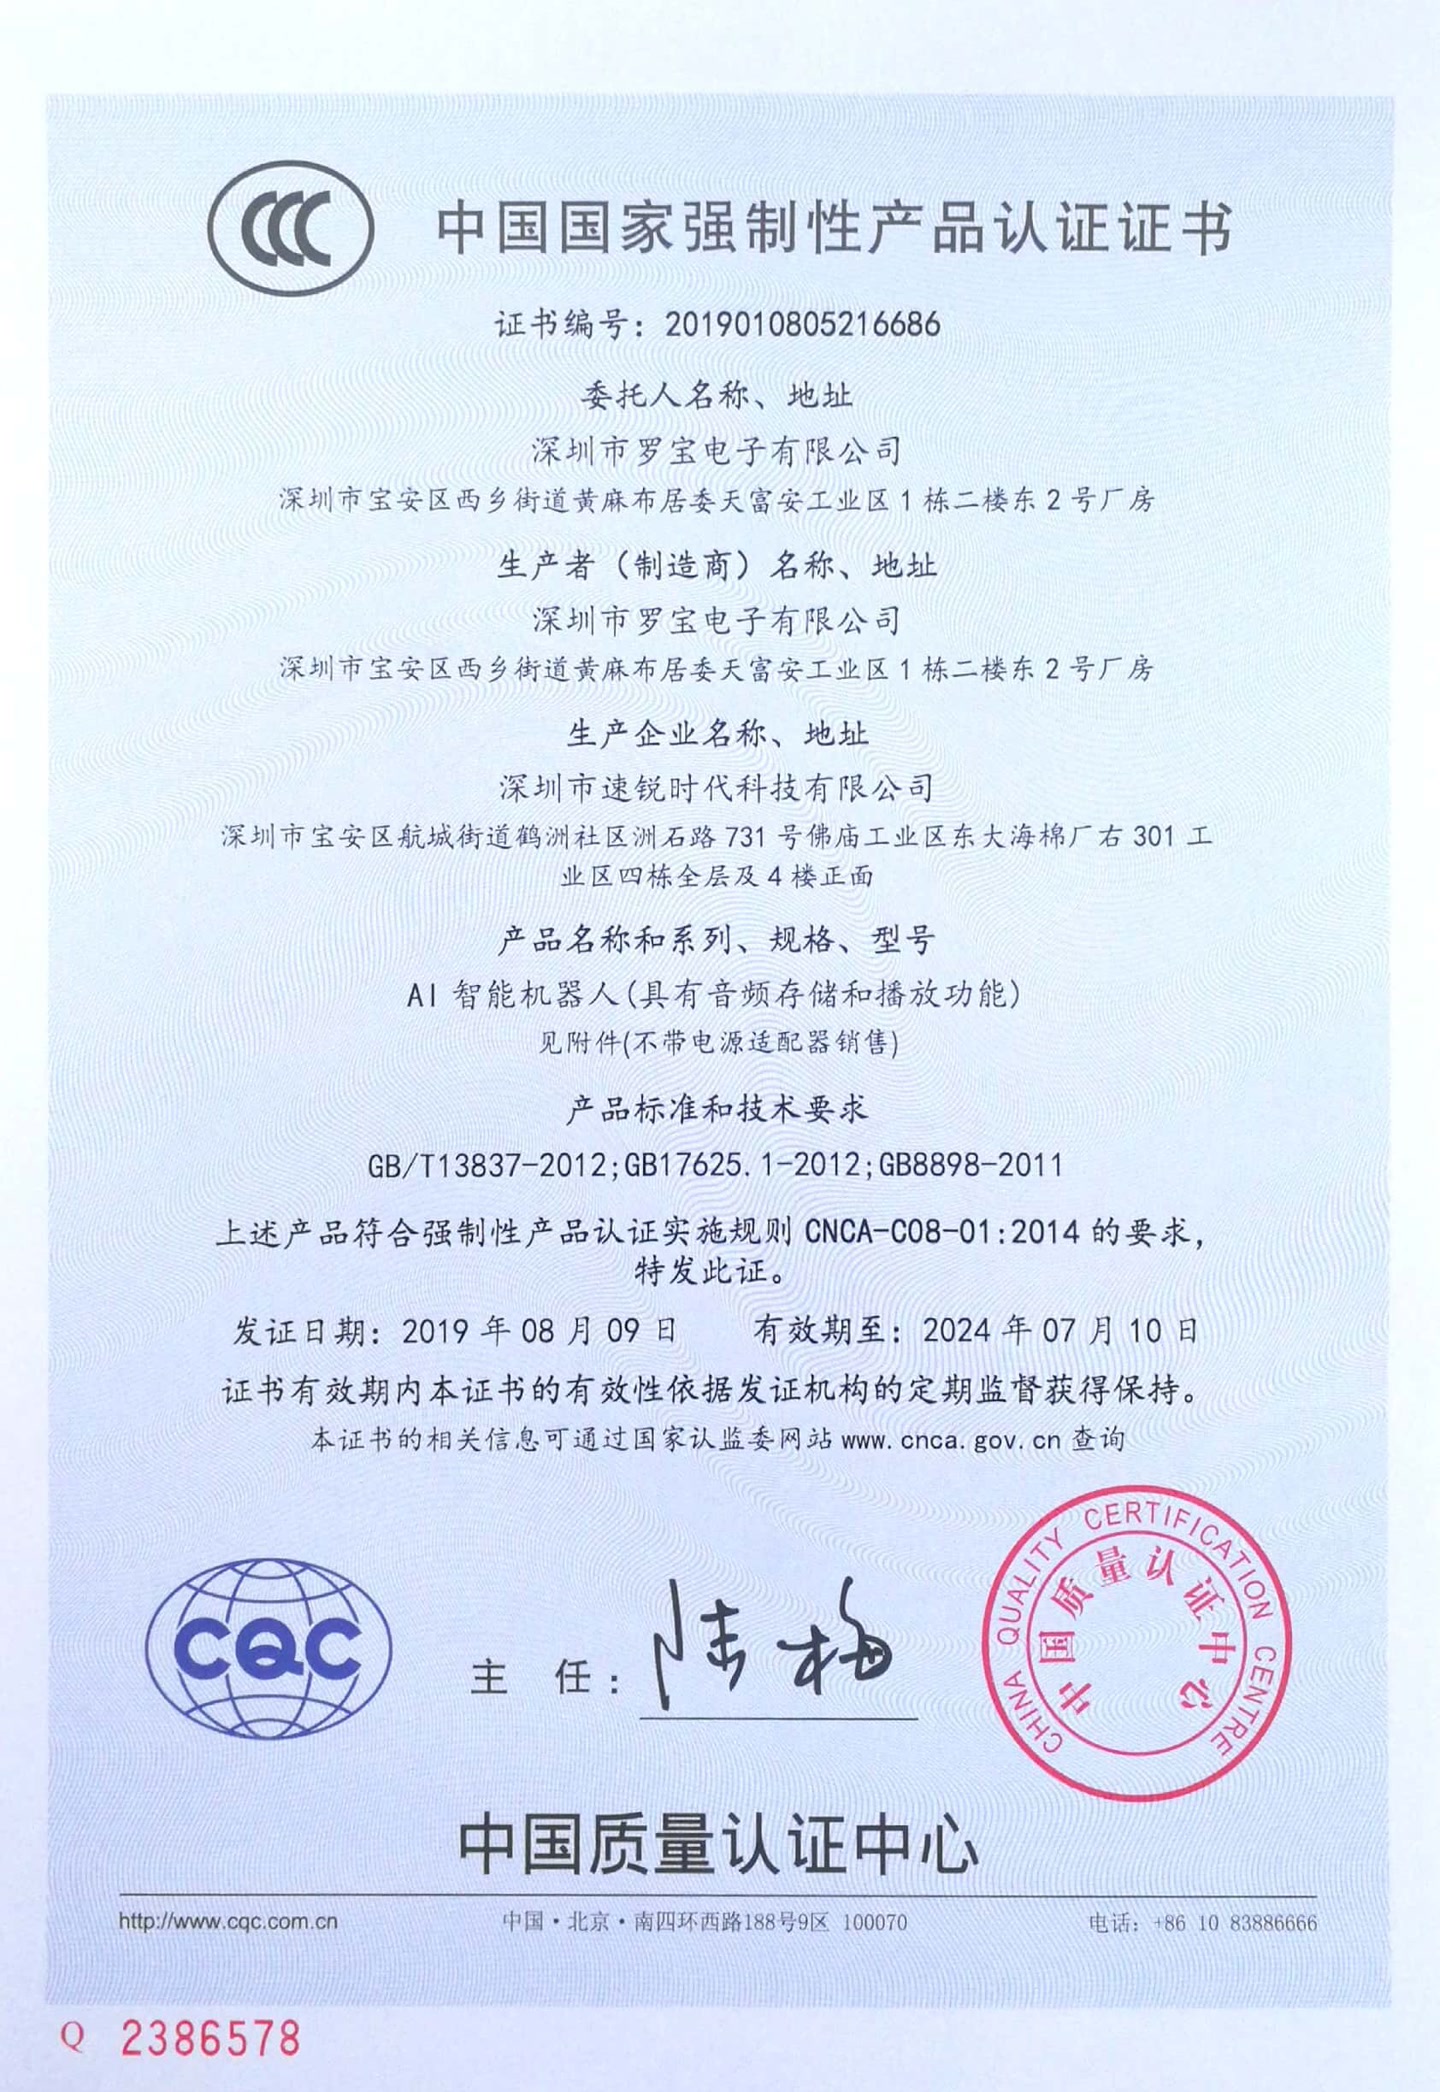 CCC
中国国家强制性产品认证证书
证书编号：2019010805216686
委托人名称、地址
深圳市罗宝电子有限公司
深圳市宝安区西乡街道黄麻布居委天富安工业区 1 栋二楼东 2 号厂房
生产者（制造商）名称、地址
深圳市罗宝电子有限公司
深圳市宝安区西乡街道黄麻布居委天富安工业区 1 栋二楼东 2 号厂房
生产企业名称、地址
深圳市速锐时代科技有限公司
深圳市宝安区航城街道鹤洲社区洲石路 731 号佛庙工业区东大海棉厂右 301 工
业区四栋全层及 4 楼正面
产品名称和系列、规格、型号
AI 智能机器人(具有音频存储和播放功能)
见附件(不带电源适配器销售)
产品标准和技术要求
GB/T13837-2012;GB17625.1-2012;GB8898-2011
上述产品符合强制性产品认证实施规则 CNCA-C08-01:2014 的要求，
特发此证。
发证日期：2019 年 08 月 09 日 有效期至：2024 年 07 月 10 日
证书有效期内本证书的有效性依据发证机构的定期监督获得保持。
本证书的相关信息可通过国家认监委网站 www.cnca.gov.cn 查询
CQC
主 任：陆梅
CHINA QUALITY CERTIFICATION CENTRE
中国质量认证中心
中国质量认证中心
http://www.cqc.com.cn 中国·北京·南四环西路188号9区 100070 电话：+86 10 83886666
Q 2386578